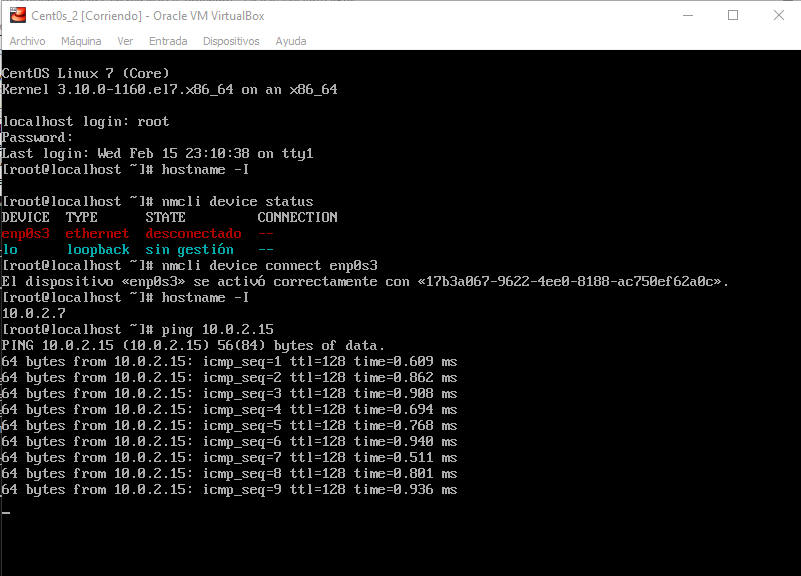 Cent0s_2 [Corriendo] - Oracle VM VirtualBox
Archivo Máquina Ver Entrada Dispositivos Ayuda
CentOS Linux 7 (Core)
Kernel 3.10.0-1160.el7.x86_64 on an x86_64
localhost login: root
Password:
Last login: Wed Feb 15 23:10:38 on tty1
[root@localhost ~]# hostname -I
[root@localhost ~]# nmcli device status
DEVICE  TYPE      STATE         CONNECTION
enp0s3  ethernet  desconectado  --
lo      loopback  sin gestión   --
[root@localhost ~]# nmcli device connect enp0s3
El dispositivo «enp0s3» se activó correctamente con «17b3a067-9622-4ee0-8188-ac750ef62a0c».
[root@localhost ~]# hostname -I
10.0.2.7
[root@localhost ~]# ping 10.0.2.15
PING 10.0.2.15 (10.0.2.15) 56(84) bytes of data.
64 bytes from 10.0.2.15: icmp_seq=1 ttl=128 time=0.609 ms
64 bytes from 10.0.2.15: icmp_seq=2 ttl=128 time=0.862 ms
64 bytes from 10.0.2.15: icmp_seq=3 ttl=128 time=0.908 ms
64 bytes from 10.0.2.15: icmp_seq=4 ttl=128 time=0.694 ms
64 bytes from 10.0.2.15: icmp_seq=5 ttl=128 time=0.768 ms
64 bytes from 10.0.2.15: icmp_seq=6 ttl=128 time=0.940 ms
64 bytes from 10.0.2.15: icmp_seq=7 ttl=128 time=0.511 ms
64 bytes from 10.0.2.15: icmp_seq=8 ttl=128 time=0.801 ms
64 bytes from 10.0.2.15: icmp_seq=9 ttl=128 time=0.936 ms